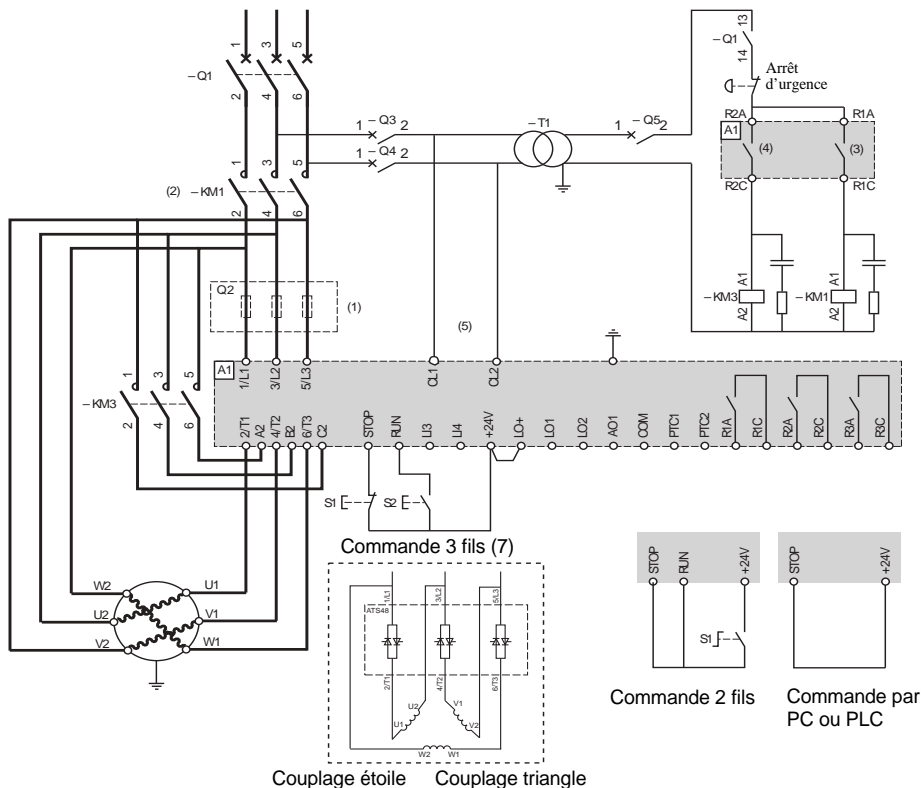 1 3 5
– Q1
2 4 6
1 3 5
(2) – KM1
2 4 6
1 – Q3 2
1 – Q4 2
– T1
1 – Q5 2
13
– Q1
14
Arrêt
d'urgence
R2A R1A
A1
(4) (3)
R2C R1C
A1 A1
– KM3 – KM1
A2 A2
Q2
(1)
(5)
A1
1/L1 3/L2 5/L3 CL1 CL2
1 3 5
– KM3
2 4 6
2/T1 A2 4/T2 B2 6/T3 C2 STOP RUN LI3 LI4 +24V LO+ LO1 LO2 AO1 COM PTC1 PTC2 R1A R1C R2A R2C R3A R3C
S1 S2
Commande 3 fils (7)
W2 U1
U2 V1
V2 W1
1/L1 3/L2 5/L3
ATS48
2/T1 4/T2 6/T3
U1 U2 V1 V2
W2 W1
Couplage étoile Couplage triangle
STOP RUN +24V
S1
Commande 2 fils
STOP +24V
Commande par
PC ou PLC